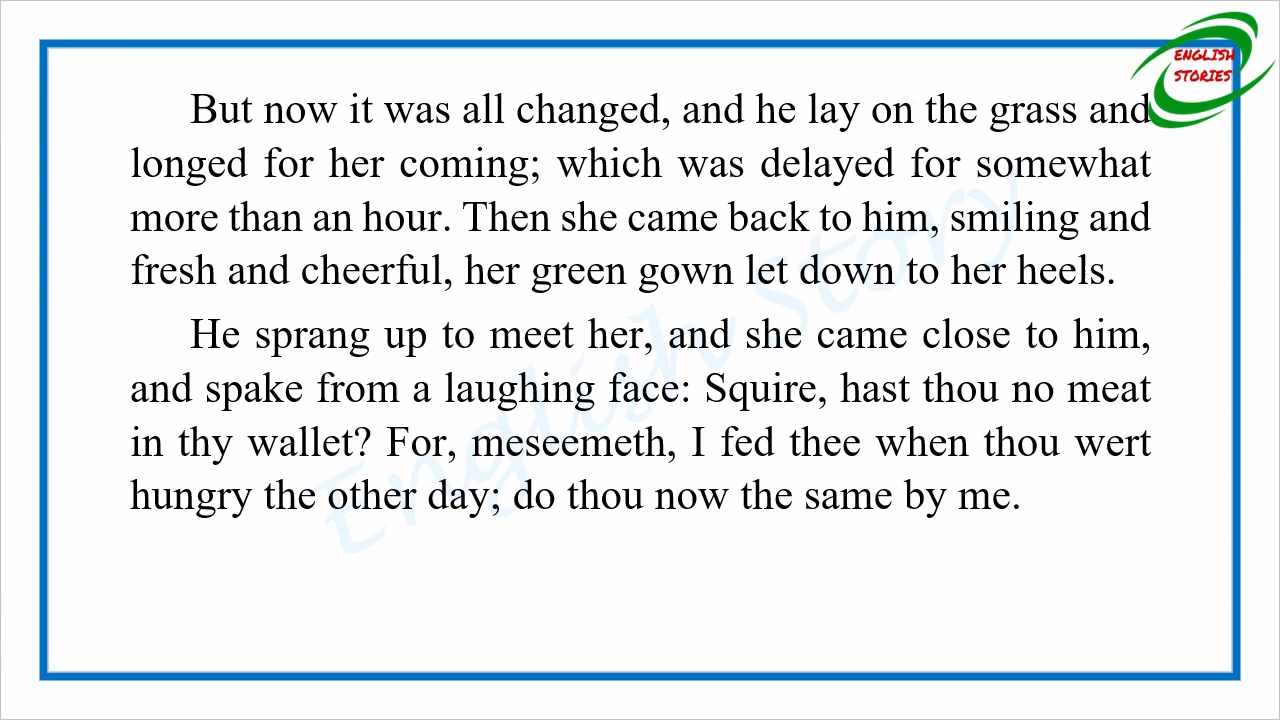 ENGLISH
STORIES
But now it was all changed, and he lay on the grass and
longed for her coming; which was delayed for somewhat
more than an hour. Then she came back to him, smiling and
fresh and cheerful, her green gown let down to her heels.
He sprang up to meet her, and she came close to him,
and spake from a laughing face: Squire, hast thou no meat
in thy wallet? For, meseemeth, I fed thee when thou wert
hungry the other day; do thou now the same by me.
English Story